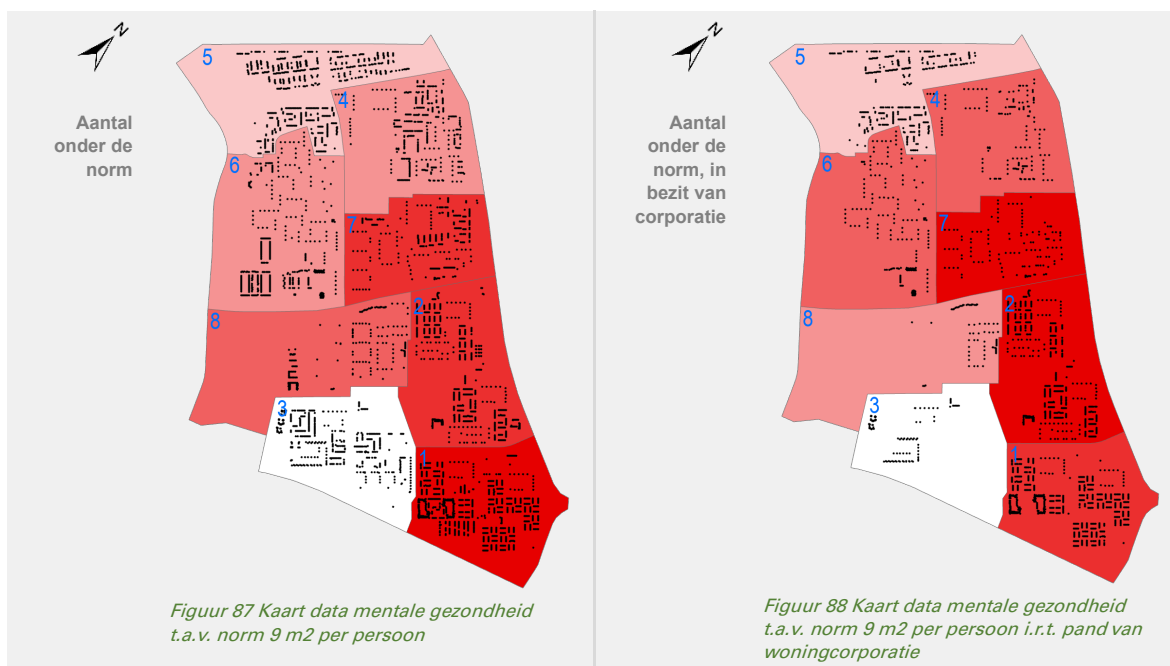 N
5
4
6
7
2
8
3
1
Aantal
onder de
norm
Figuur 87 Kaart data mentale gezondheid
t.a.v. norm 9 m2 per persoon
N
5
4
6
7
2
8
3
1
Aantal
onder de
norm, in
bezit van
corporatie
Figuur 88 Kaart data mentale gezondheid
t.a.v. norm 9 m2 per persoon i.r.t. pand van
woningcorporatie